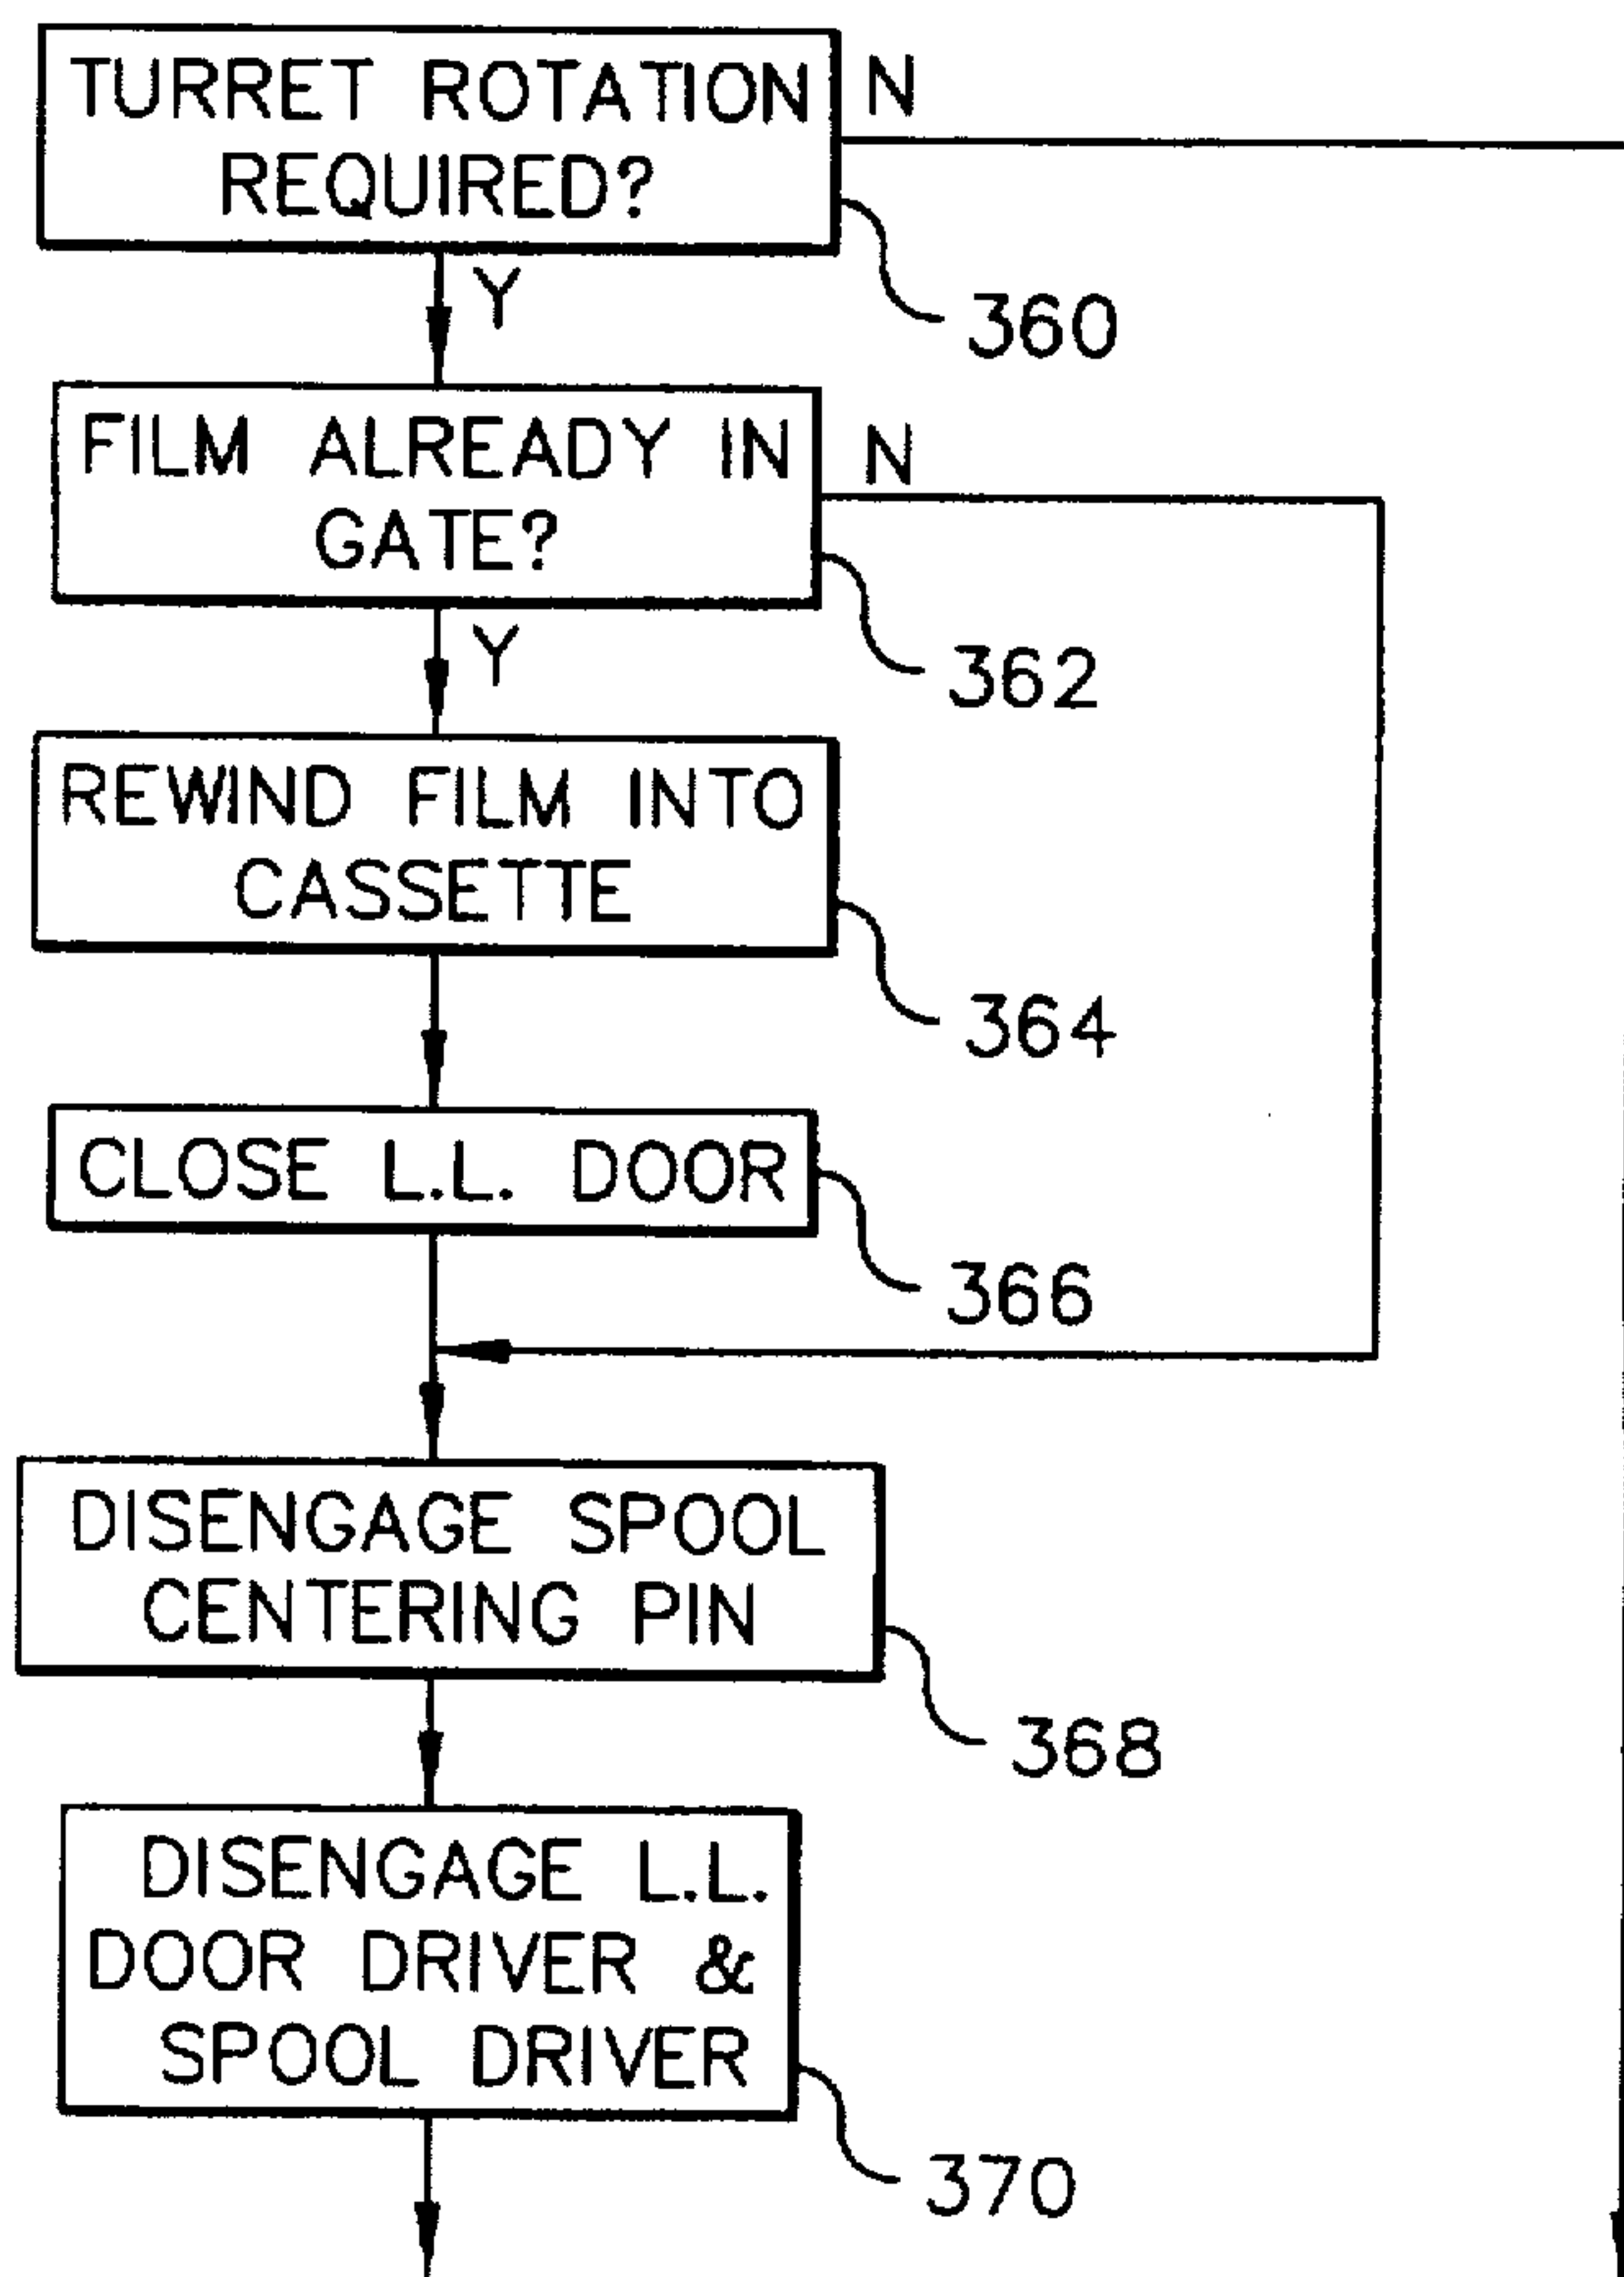 TURRET ROTATION
REQUIRED?
N
360
Y
FILM ALREADY IN
GATE?
N
362
Y
REWIND FILM INTO
CASSETTE
364
CLOSE L.L. DOOR
366
DISENGAGE SPOOL
CENTERING PIN
368
DISENGAGE L.L.
DOOR DRIVER &
SPOOL DRIVER
370